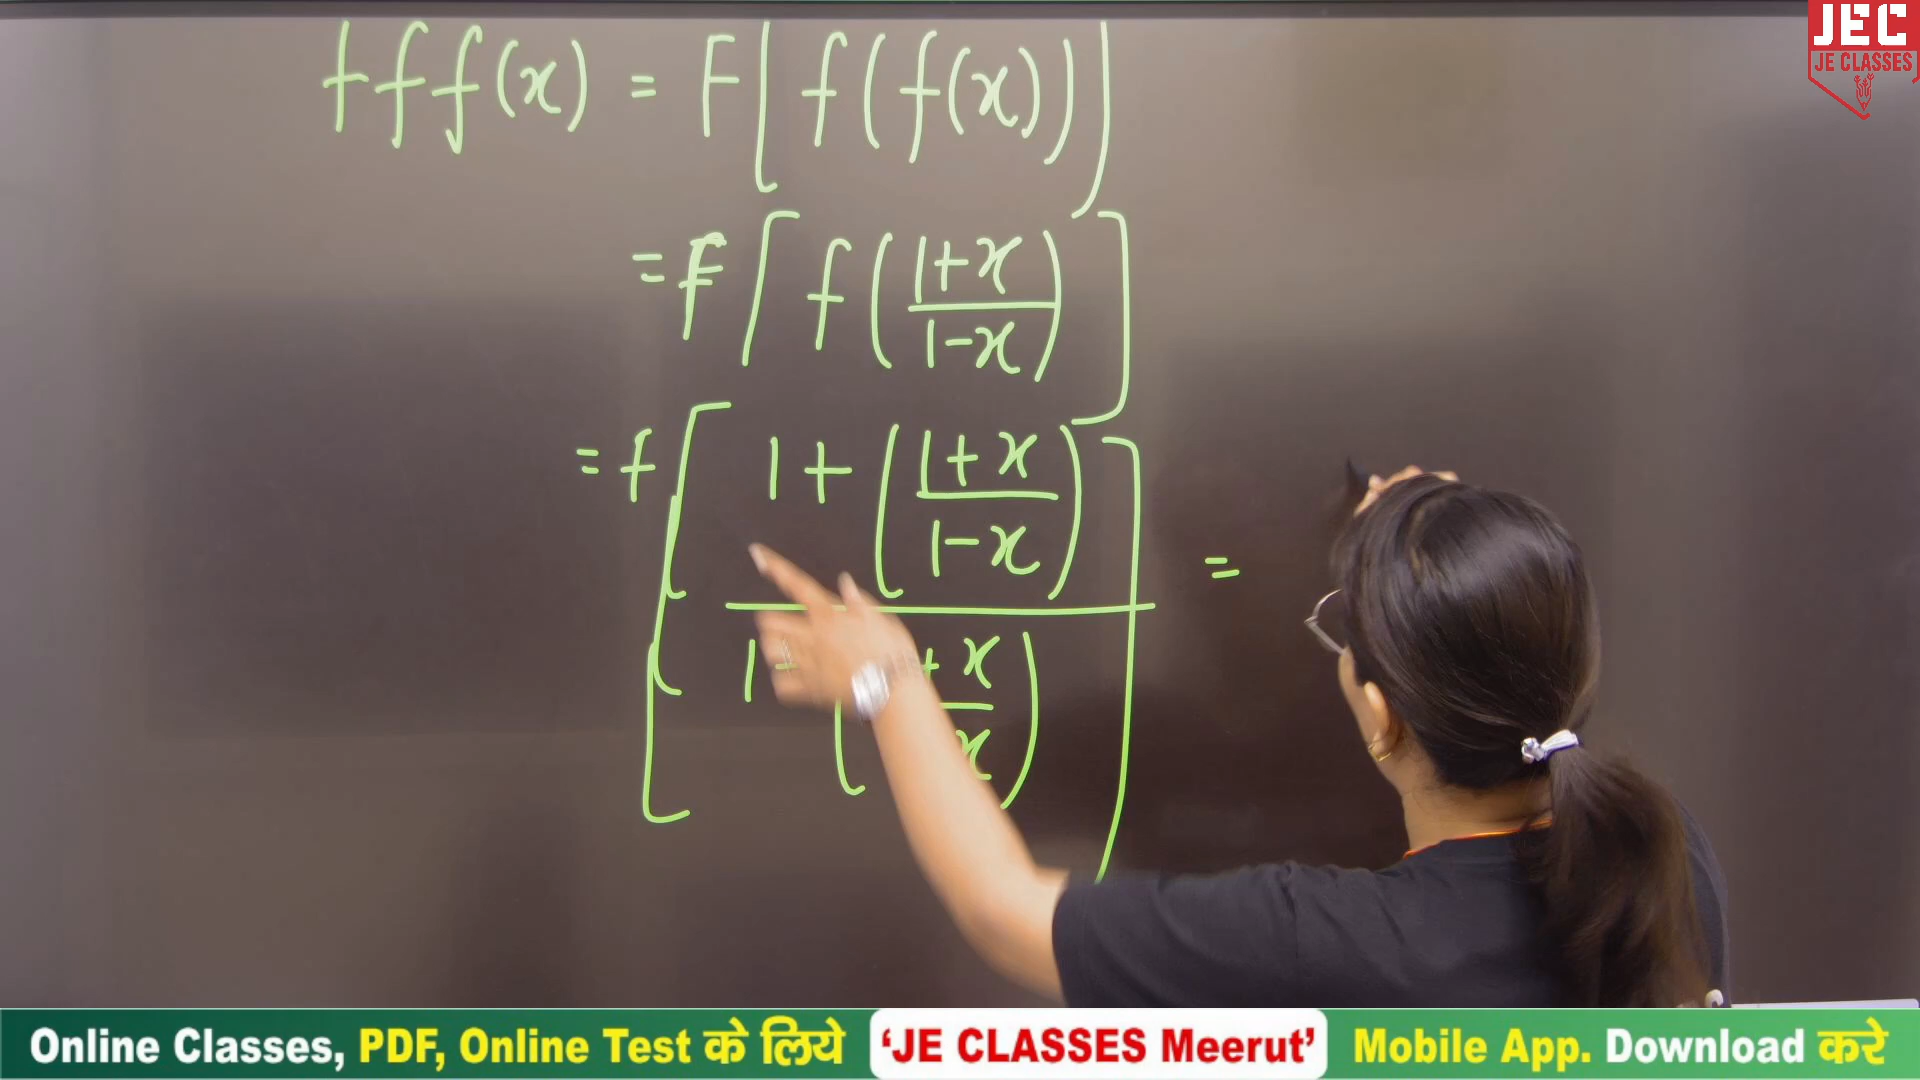 JEC
JE CLASSES
f f f (x) = F [ f ( f(x) ) ]
= F [ f ( (1+x)/(1-x) ) ]
= f [ 1 + ( (1+x)/(1-x) )
1 - ( + x / x ) ] =
Online Classes, PDF, Online Test के लिये 'JE CLASSES Meerut' Mobile App. Download करे